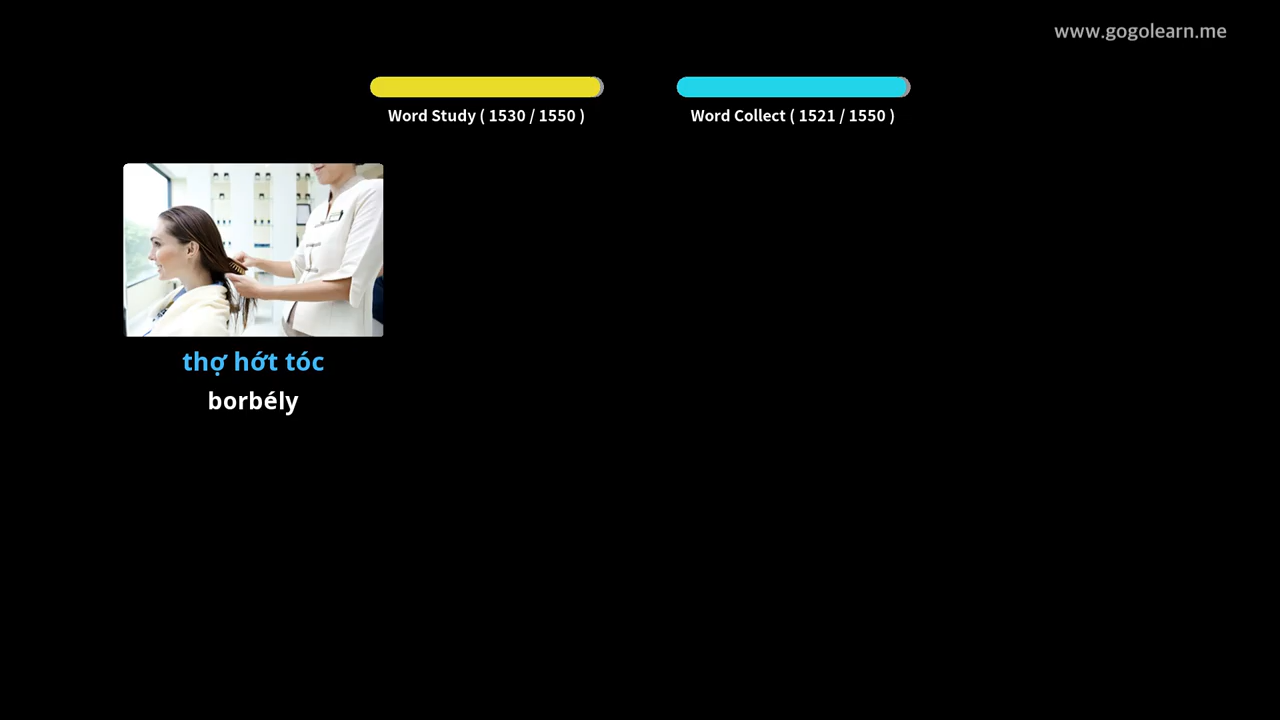 www.gogolearn.me
Word Study ( 1530 / 1550 )
Word Collect ( 1521 / 1550 )
thợ hớt tóc
borbély